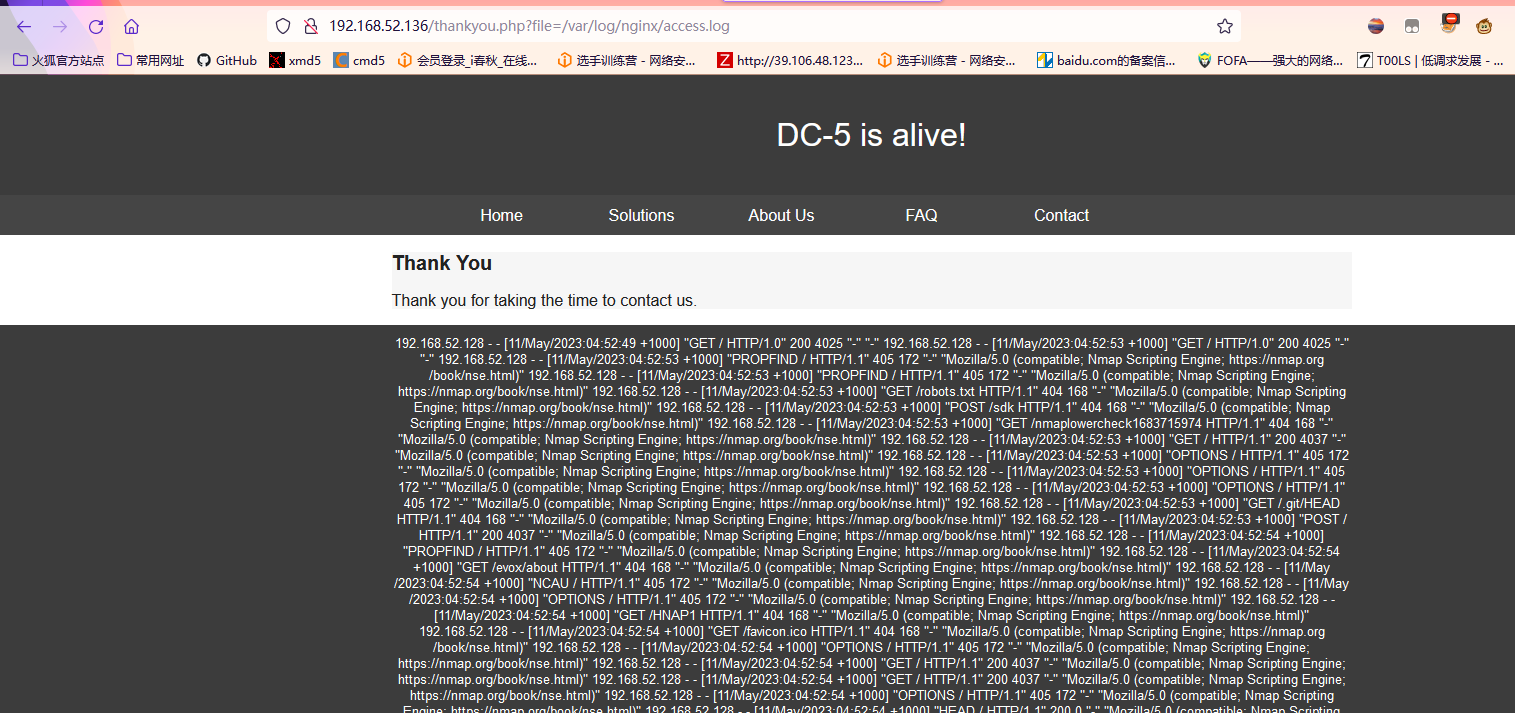 192.168.52.136/thankyou.php?file=/var/log/nginx/access.log
火狐官方站点 常用网址 GitHub xmd5 cmd5 会员登录_i春秋_在线... 选手训练营 - 网络安... http://39.106.48.123... 选手训练营 - 网络安... baidu.com的备案信... FOFA——强大的网络... T00LS | 低调求发展 - ...
DC-5 is alive!
Home Solutions About Us FAQ Contact
Thank You
Thank you for taking the time to contact us.
192.168.52.128 - - [11/May/2023:04:52:49 +1000] "GET / HTTP/1.0" 200 4025 "-" "-" 192.168.52.128 - - [11/May/2023:04:52:53 +1000] "GET / HTTP/1.0" 200 4025 "-"
"-" 192.168.52.128 - - [11/May/2023:04:52:53 +1000] "PROPFIND / HTTP/1.1" 405 172 "-" "Mozilla/5.0 (compatible; Nmap Scripting Engine; https://nmap.org
/book/nse.html)" 192.168.52.128 - - [11/May/2023:04:52:53 +1000] "PROPFIND / HTTP/1.1" 405 172 "-" "Mozilla/5.0 (compatible; Nmap Scripting Engine;
https://nmap.org/book/nse.html)" 192.168.52.128 - - [11/May/2023:04:52:53 +1000] "GET /robots.txt HTTP/1.1" 404 168 "-" "Mozilla/5.0 (compatible; Nmap Scripting
Engine; https://nmap.org/book/nse.html)" 192.168.52.128 - - [11/May/2023:04:52:53 +1000] "POST /sdk HTTP/1.1" 404 168 "-" "Mozilla/5.0 (compatible; Nmap
Scripting Engine; https://nmap.org/book/nse.html)" 192.168.52.128 - - [11/May/2023:04:52:53 +1000] "GET /nmaplowercheck1683715974 HTTP/1.1" 404 168 "-"
"Mozilla/5.0 (compatible; Nmap Scripting Engine; https://nmap.org/book/nse.html)" 192.168.52.128 - - [11/May/2023:04:52:53 +1000] "GET / HTTP/1.1" 200 4037 "-"
"Mozilla/5.0 (compatible; Nmap Scripting Engine; https://nmap.org/book/nse.html)" 192.168.52.128 - - [11/May/2023:04:52:53 +1000] "OPTIONS / HTTP/1.1" 405 172
"-" "Mozilla/5.0 (compatible; Nmap Scripting Engine; https://nmap.org/book/nse.html)" 192.168.52.128 - - [11/May/2023:04:52:53 +1000] "OPTIONS / HTTP/1.1" 405
172 "-" "Mozilla/5.0 (compatible; Nmap Scripting Engine; https://nmap.org/book/nse.html)" 192.168.52.128 - - [11/May/2023:04:52:53 +1000] "OPTIONS / HTTP/1.1"
405 172 "-" "Mozilla/5.0 (compatible; Nmap Scripting Engine; https://nmap.org/book/nse.html)" 192.168.52.128 - - [11/May/2023:04:52:53 +1000] "GET /.git/HEAD
HTTP/1.1" 404 168 "-" "Mozilla/5.0 (compatible; Nmap Scripting Engine; https://nmap.org/book/nse.html)" 192.168.52.128 - - [11/May/2023:04:52:53 +1000] "POST /
HTTP/1.1" 200 4037 "-" "Mozilla/5.0 (compatible; Nmap Scripting Engine; https://nmap.org/book/nse.html)" 192.168.52.128 - - [11/May/2023:04:52:54 +1000]
"PROPFIND / HTTP/1.1" 405 172 "-" "Mozilla/5.0 (compatible; Nmap Scripting Engine; https://nmap.org/book/nse.html)" 192.168.52.128 - - [11/May/2023:04:52:54
+1000] "GET /evox/about HTTP/1.1" 404 168 "-" "Mozilla/5.0 (compatible; Nmap Scripting Engine; https://nmap.org/book/nse.html)" 192.168.52.128 - - [11/May
/2023:04:52:54 +1000] "NCAU / HTTP/1.1" 405 172 "-" "Mozilla/5.0 (compatible; Nmap Scripting Engine; https://nmap.org/book/nse.html)" 192.168.52.128 - - [11/May
/2023:04:52:54 +1000] "OPTIONS / HTTP/1.1" 405 172 "-" "Mozilla/5.0 (compatible; Nmap Scripting Engine; https://nmap.org/book/nse.html)" 192.168.52.128 - -
[11/May/2023:04:52:54 +1000] "GET /HNAP1 HTTP/1.1" 404 168 "-" "Mozilla/5.0 (compatible; Nmap Scripting Engine; https://nmap.org/book/nse.html)"
192.168.52.128 - - [11/May/2023:04:52:54 +1000] "GET /favicon.ico HTTP/1.1" 404 168 "-" "Mozilla/5.0 (compatible; Nmap Scripting Engine; https://nmap.org
/book/nse.html)" 192.168.52.128 - - [11/May/2023:04:52:54 +1000] "OPTIONS / HTTP/1.1" 405 172 "-" "Mozilla/5.0 (compatible; Nmap Scripting Engine;
https://nmap.org/book/nse.html)" 192.168.52.128 - - [11/May/2023:04:52:54 +1000] "GET / HTTP/1.1" 200 4037 "-" "Mozilla/5.0 (compatible; Nmap Scripting Engine;
https://nmap.org/book/nse.html)" 192.168.52.128 - - [11/May/2023:04:52:54 +1000] "GET / HTTP/1.1" 200 4037 "-" "Mozilla/5.0 (compatible; Nmap Scripting Engine;
https://nmap.org/book/nse.html)" 192.168.52.128 - - [11/May/2023:04:52:54 +1000] "OPTIONS / HTTP/1.1" 405 172 "-" "Mozilla/5.0 (compatible; Nmap Scripting
Engine; https://nmap.org/book/nse.html)" 192.168.52.128 - - [11/May/2023:04:52:54 +1000] "HEAD / HTTP/1.1" 200 0 "-" "Mozilla/5.0 (compatible; Nmap Scripting